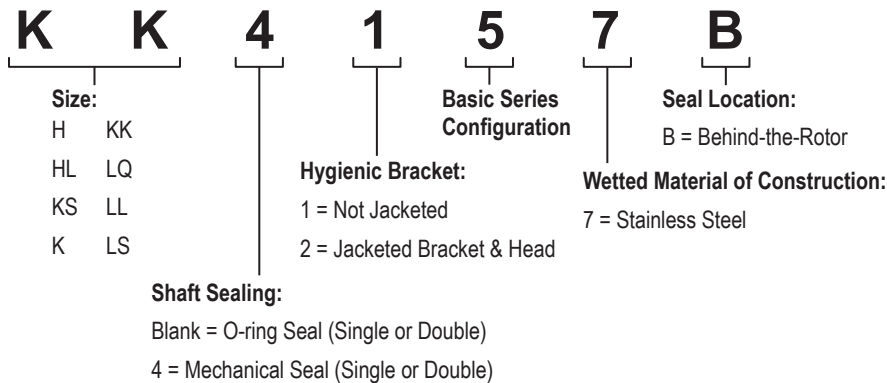 K K 4 1 5 7 B
Size:
H KK
HL LQ
KS LL
K LS
Shaft Sealing:
Blank = O-ring Seal (Single or Double)
4 = Mechanical Seal (Single or Double)
Hygienic Bracket:
1 = Not Jacketed
2 = Jacketed Bracket & Head
Basic Series
Configuration
Wetted Material of Construction:
7 = Stainless Steel
Seal Location:
B = Behind-the-Rotor